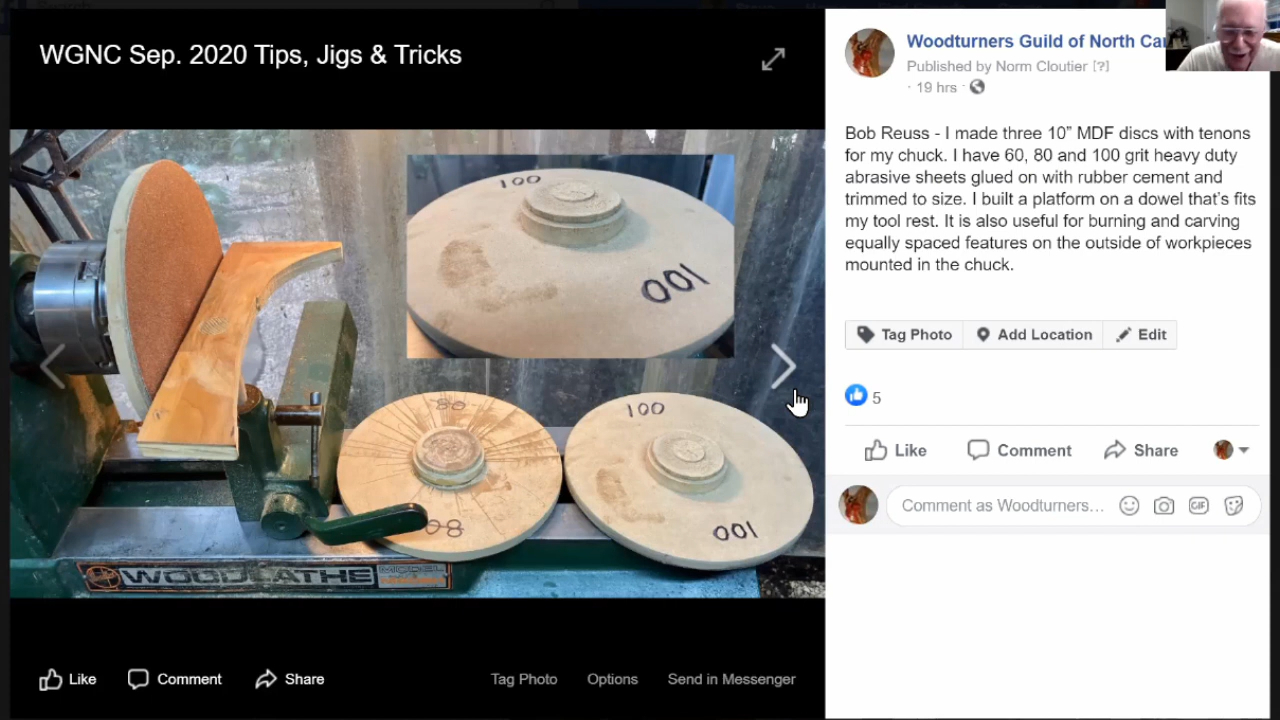 Search
WGNC Sep. 2020 Tips, Jigs & Tricks
100
100
80
80
100
100
WOODLATHE
MODEL
Like
Comment
Share
Tag Photo
Options
Send in Messenger
Woodturners Guild of North Car
Published by Norm Cloutier [?]
· 19 hrs ·
Bob Reuss - I made three 10” MDF discs with tenons
for my chuck. I have 60, 80 and 100 grit heavy duty
abrasive sheets glued on with rubber cement and
trimmed to size. I built a platform on a dowel that’s fits
my tool rest. It is also useful for burning and carving
equally spaced features on the outside of workpieces
mounted in the chuck.
Tag Photo
Add Location
Edit
5
Like
Comment
Share
Comment as Woodturners...
GIF